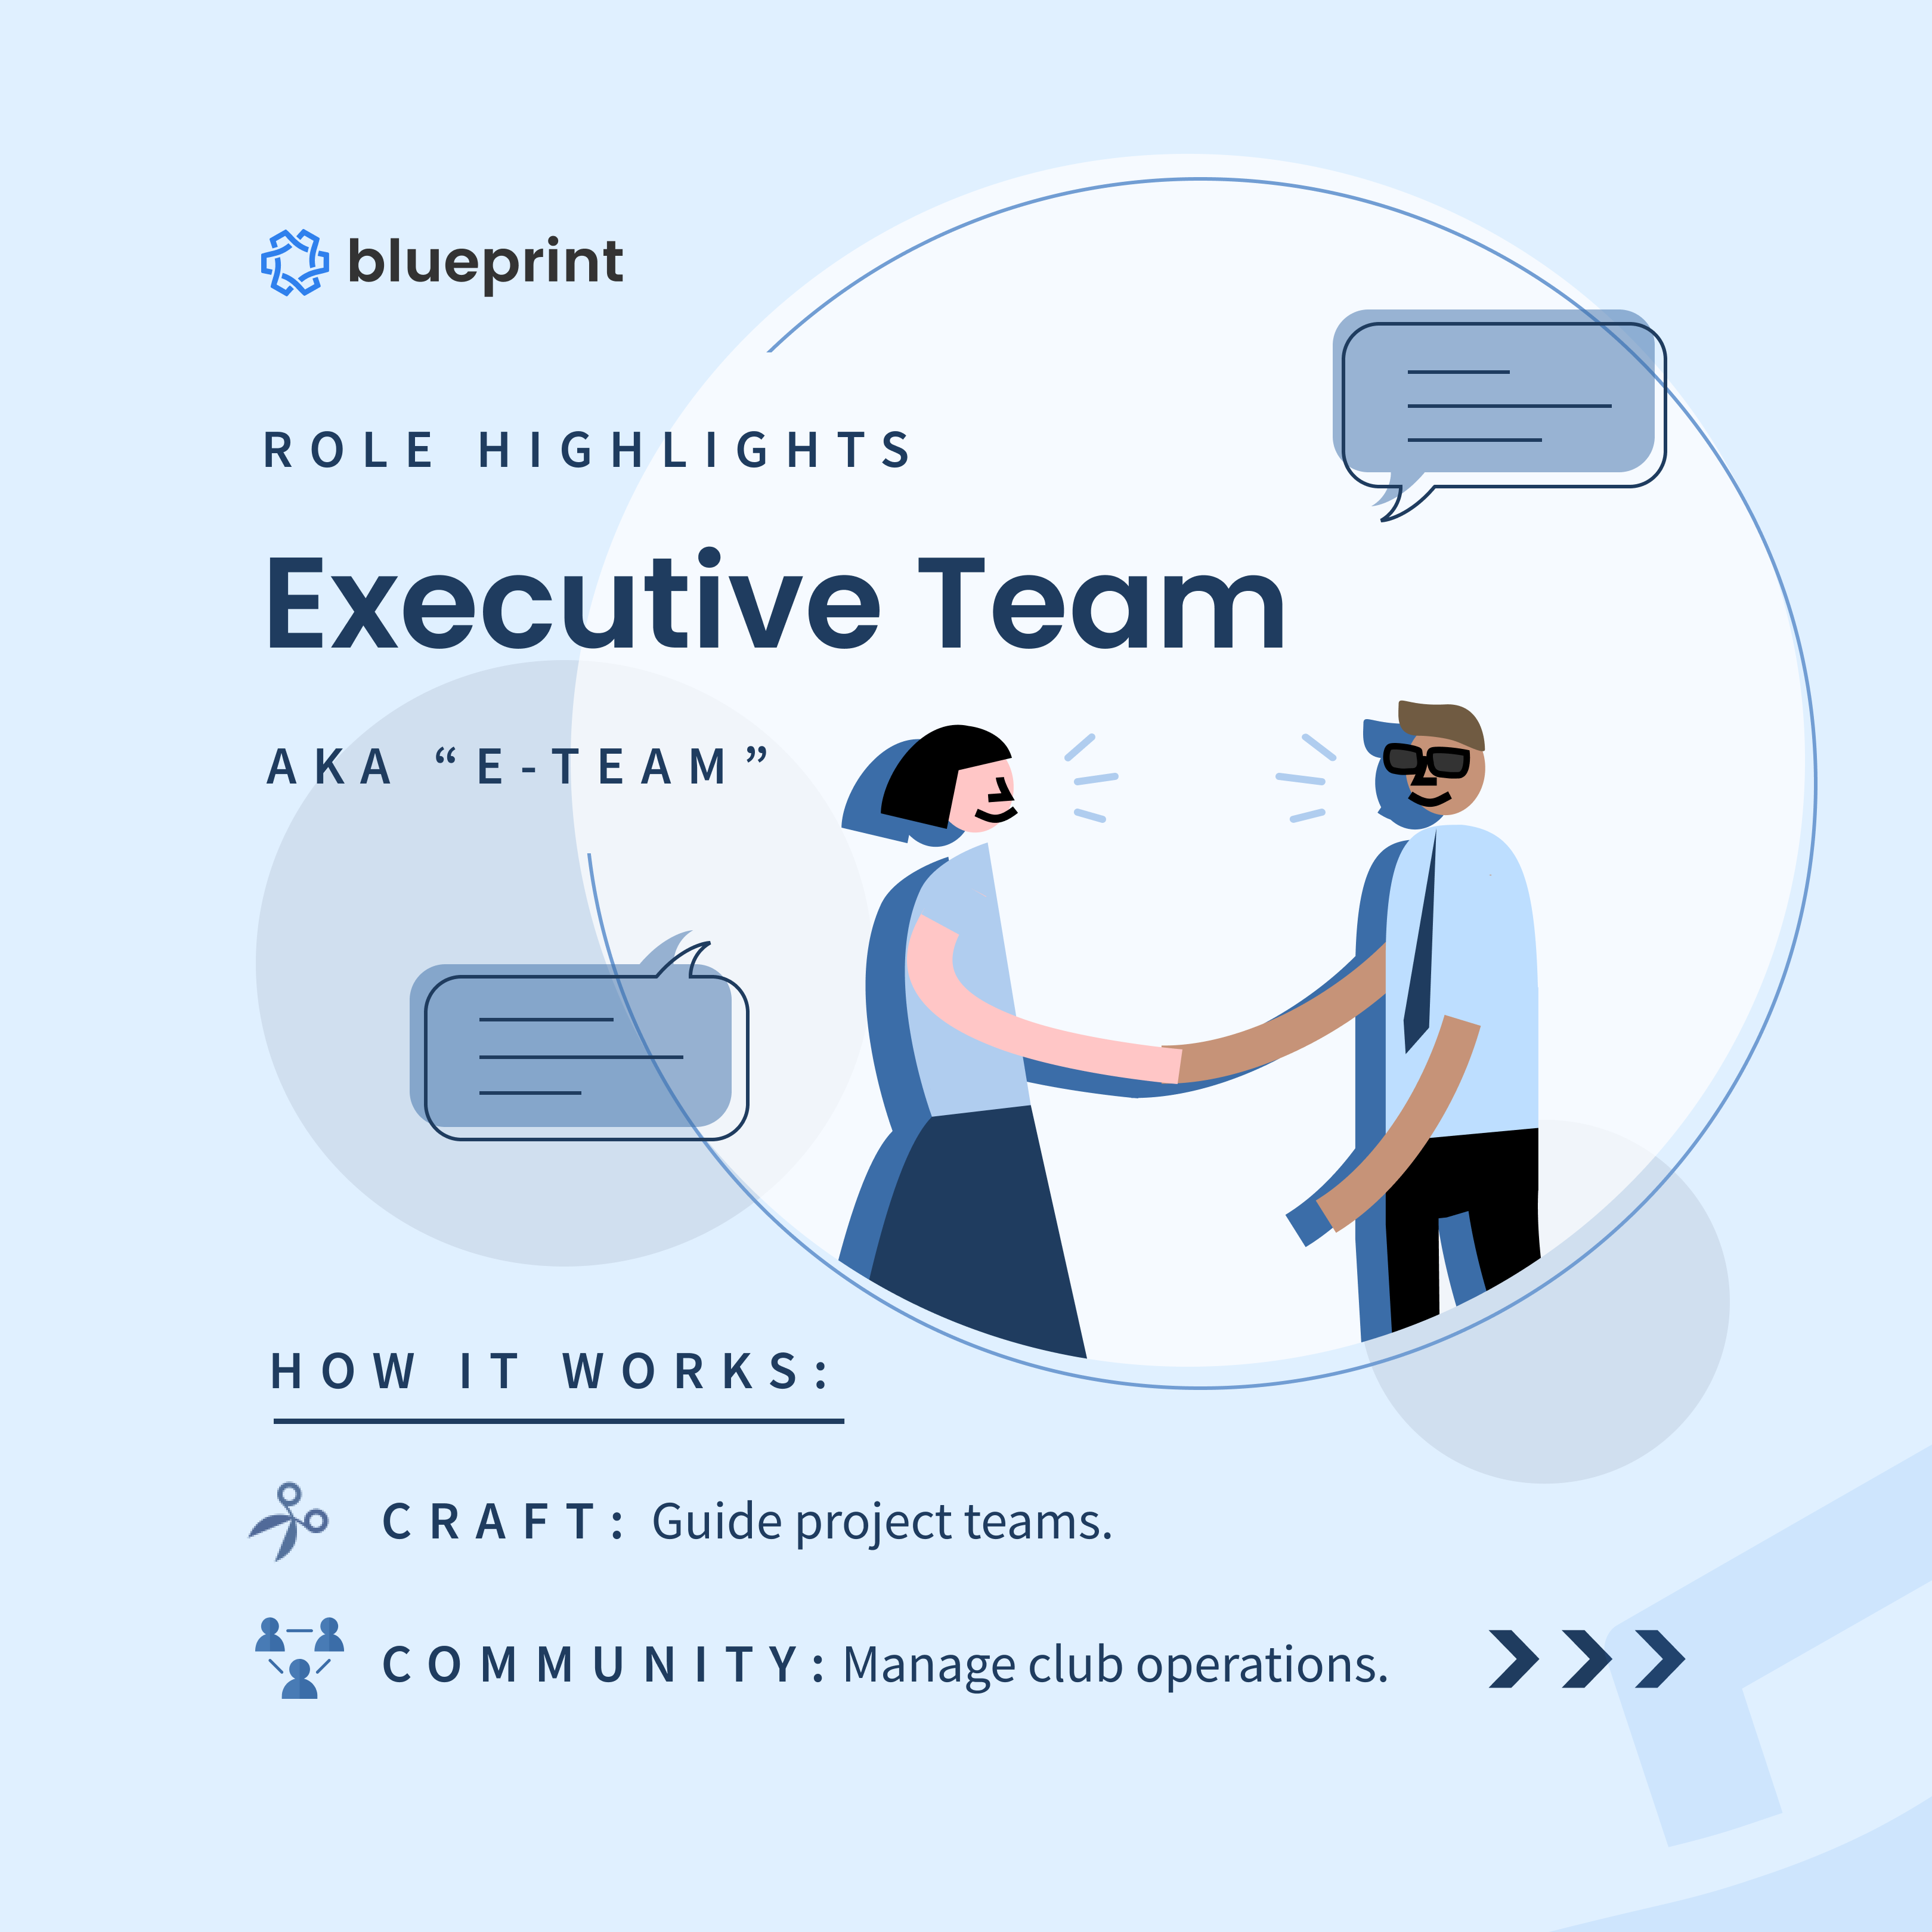 blueprint
ROLE HIGHLIGHTS
Executive Team
AKA “E-TEAM”
HOW IT WORKS:
CRAFT: Guide project teams.
COMMUNITY: Manage club operations.